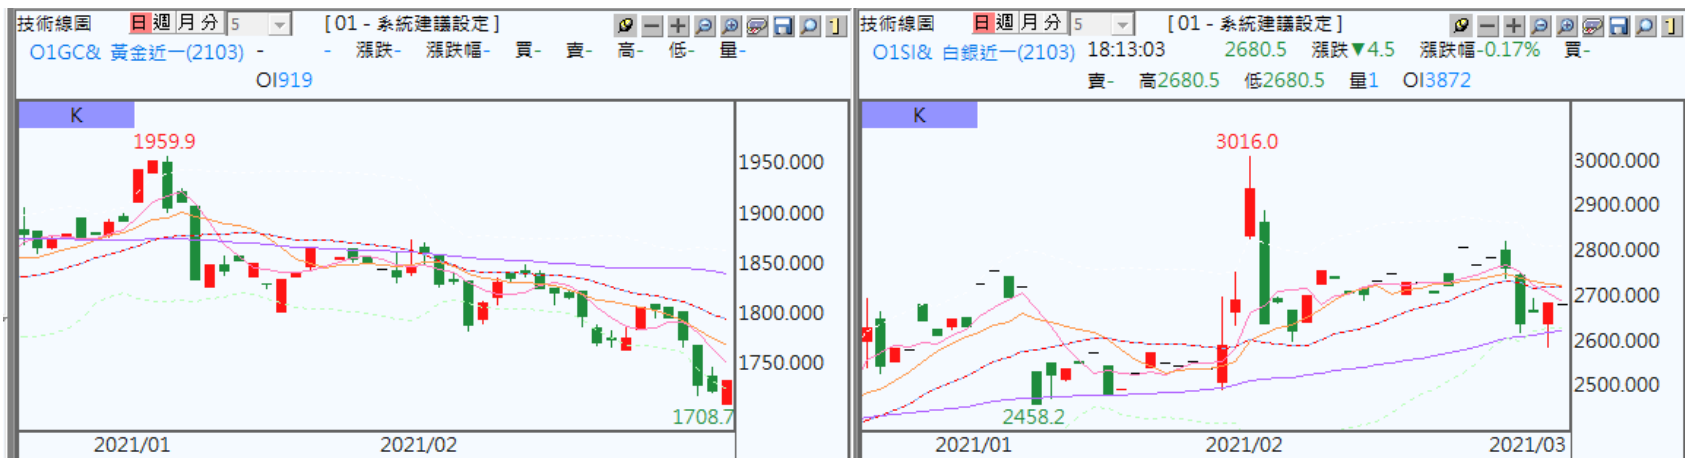 技術線圖 日 週 月 分 5 [ 01 - 系統建議設定 ]
O1GC& 黃金近一(2103) - - 漲跌- 漲跌幅- 買- 賣- 高- 低- 量-
OI919
K
1959.9
1950.000
1900.000
1850.000
1800.000
1750.000
1708.7
2021/01 2021/02
技術線圖 日 週 月 分 5 [ 01 - 系統建議設定 ]
O1SI& 白銀近一(2103) 18:13:03 2680.5 漲跌▼4.5 漲跌幅-0.17% 買-
賣- 高2680.5 低2680.5 量1 OI3872
K
3016.0
3000.000
2900.000
2800.000
2700.000
2600.000
2500.000
2458.2
2021/01 2021/02 2021/03